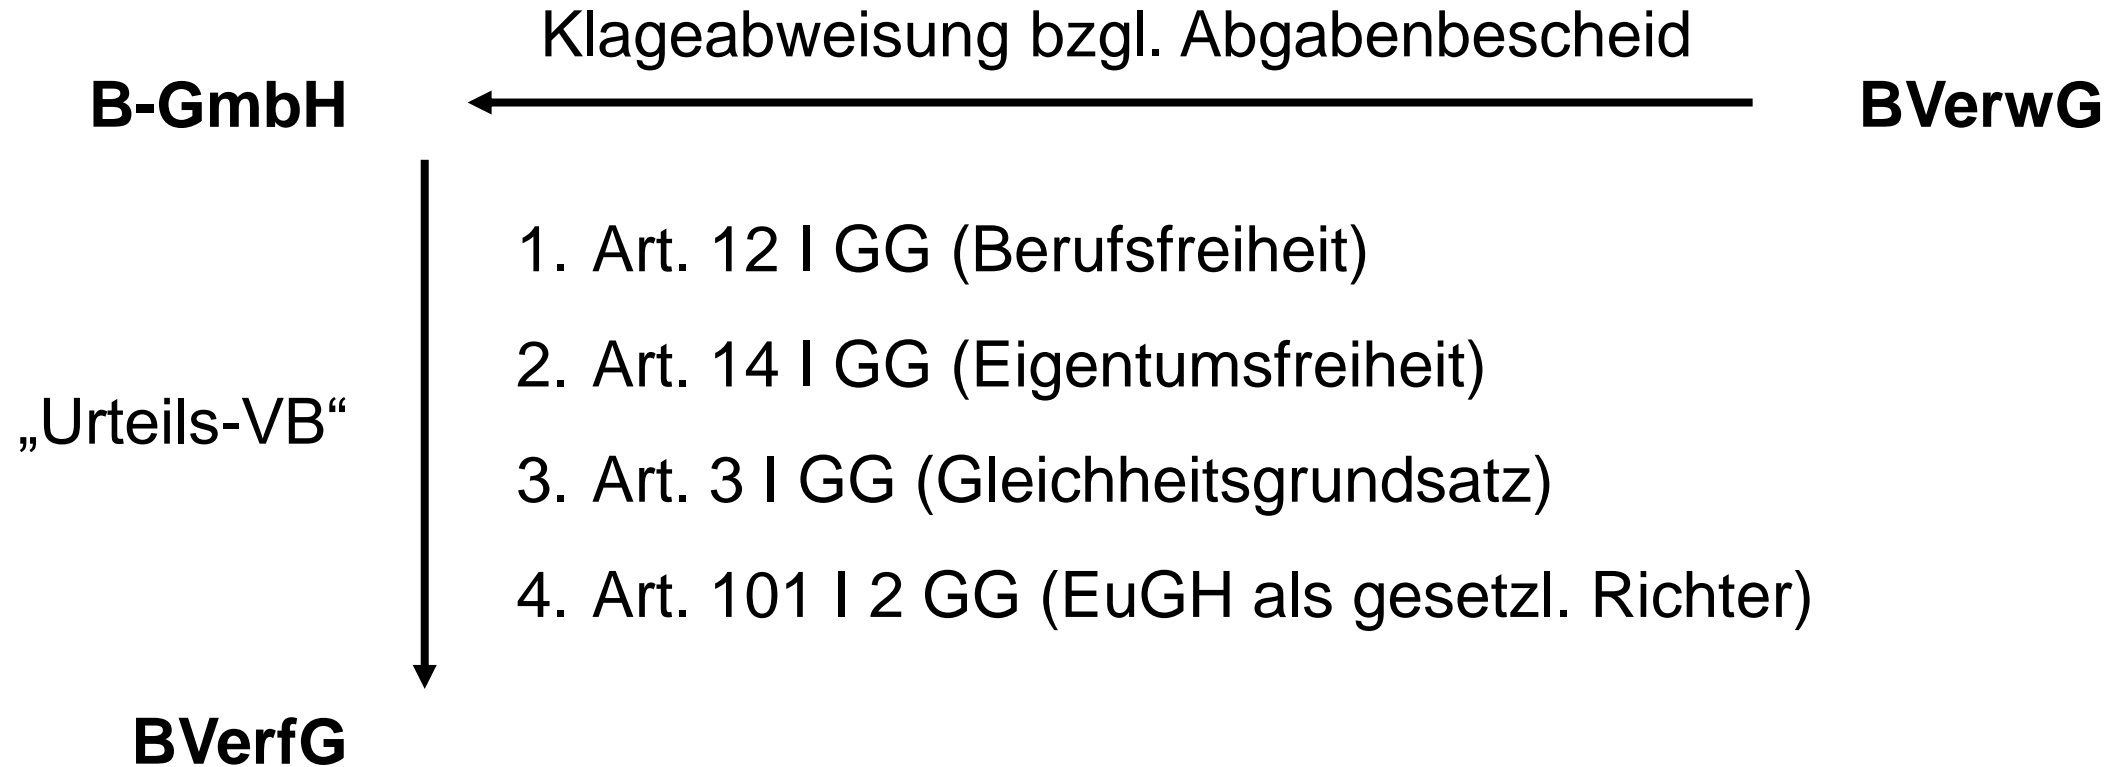 Klageabweisung bzgl. Abgabenbescheid
B-GmbH
BVerwG
1. Art. 12 I GG (Berufsfreiheit)
2. Art. 14 I GG (Eigentumsfreiheit)
„Urteils-VB“
3. Art. 3 I GG (Gleichheitsgrundsatz)
4. Art. 101 I 2 GG (EuGH als gesetzl. Richter)
BVerfG